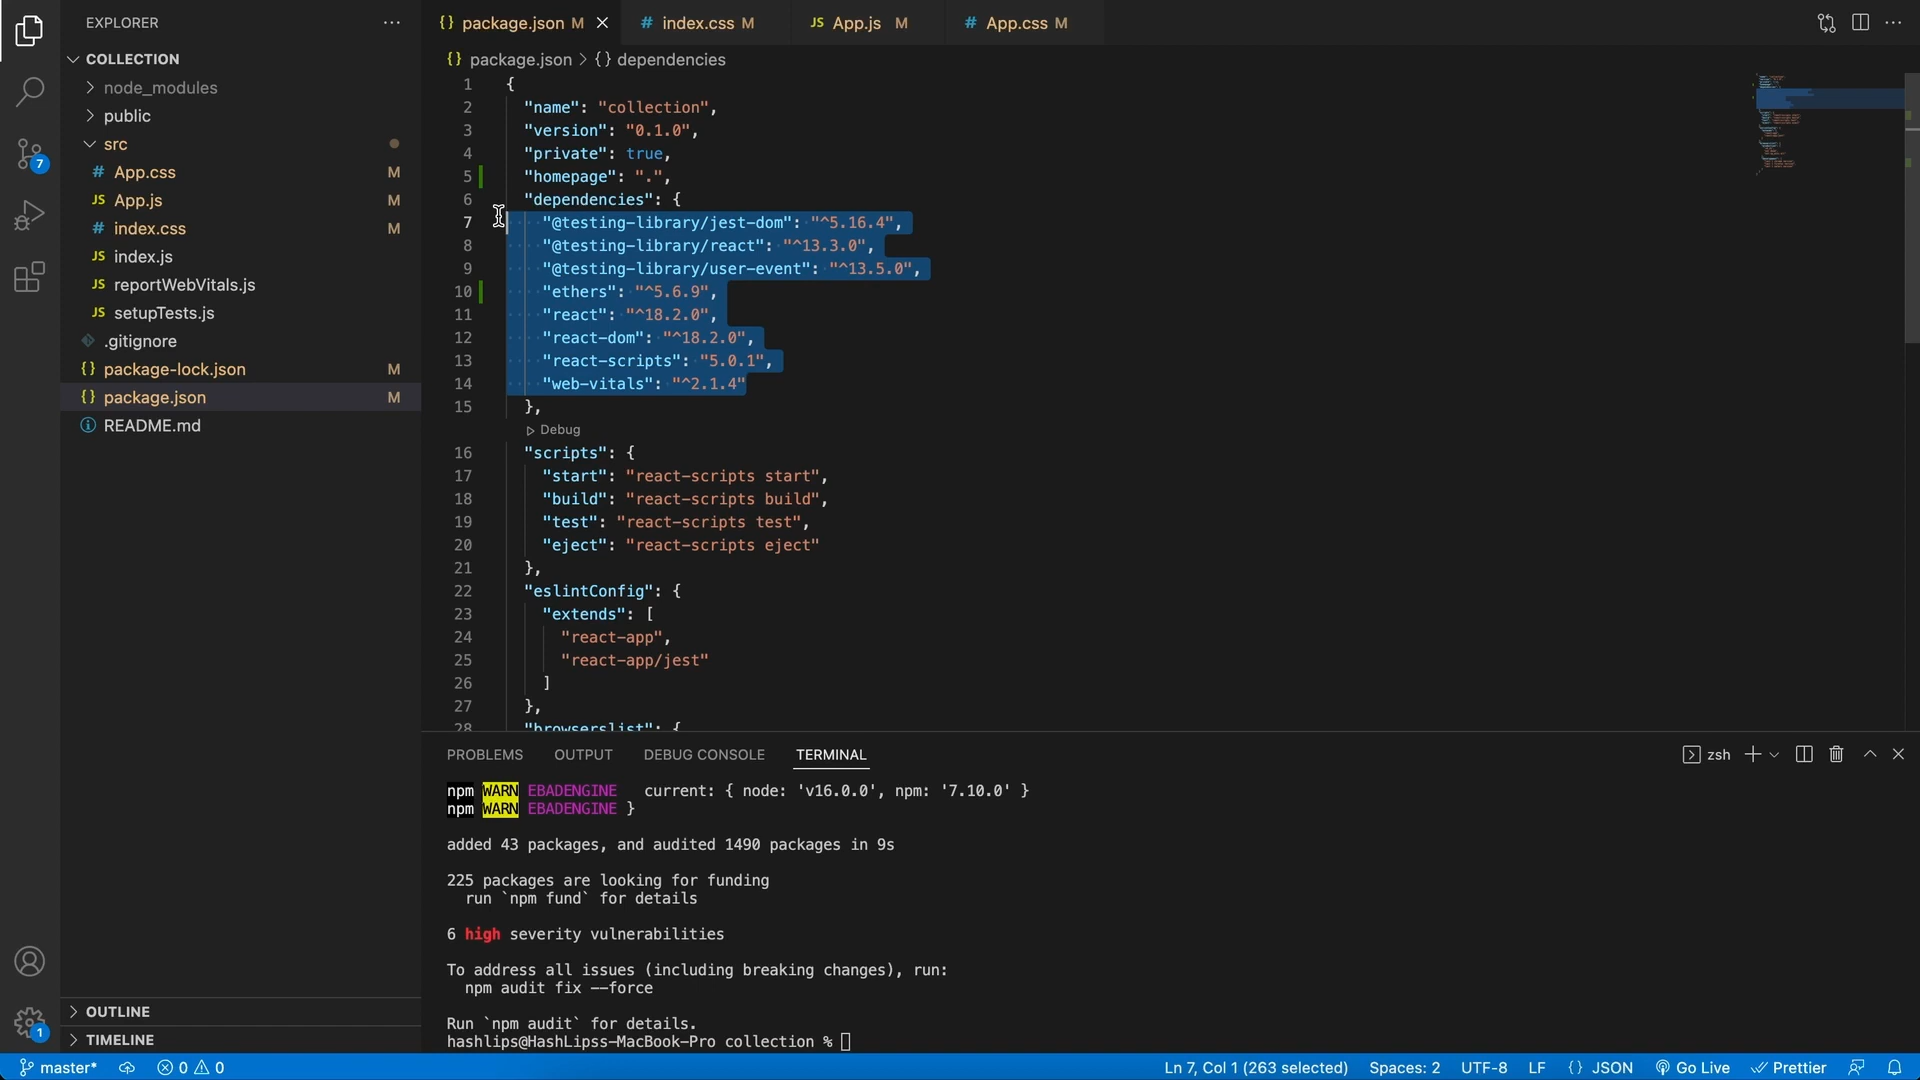 EXPLORER
COLLECTION
node_modules
public
src
App.css M
App.js M
index.css M
index.js
reportWebVitals.js
setupTests.js
.gitignore
package-lock.json M
package.json M
README.md
OUTLINE
TIMELINE
7
1
package.json M
index.css M
App.js M
App.css M
package.json > {} dependencies
1 {
2 "name": "collection",
3 "version": "0.1.0",
4 "private": true,
5 "homepage": ".",
6 "dependencies": {
7 "@testing-library/jest-dom": "^5.16.4",
8 "@testing-library/react": "^13.3.0",
9 "@testing-library/user-event": "^13.5.0",
10 "ethers": "^5.6.9",
11 "react": "^18.2.0",
12 "react-dom": "^18.2.0",
13 "react-scripts": "5.0.1",
14 "web-vitals": "^2.1.4"
15 },
Debug
16 "scripts": {
17 "start": "react-scripts start",
18 "build": "react-scripts build",
19 "test": "react-scripts test",
20 "eject": "react-scripts eject"
21 },
22 "eslintConfig": {
23 "extends": [
24 "react-app",
25 "react-app/jest"
26 ]
27 },
28 "browserslist": {
PROBLEMS OUTPUT DEBUG CONSOLE TERMINAL
zsh
npm WARN EBADENGINE current: { node: 'v16.0.0', npm: '7.10.0' }
npm WARN EBADENGINE }
added 43 packages, and audited 1490 packages in 9s
225 packages are looking for funding
run `npm fund` for details
6 high severity vulnerabilities
To address all issues (including breaking changes), run:
npm audit fix --force
Run `npm audit` for details.
hashlips@HashLipss-MacBook-Pro collection %
master* 0 0 Ln 7, Col 1 (263 selected) Spaces: 2 UTF-8 LF {} JSON Go Live Prettier